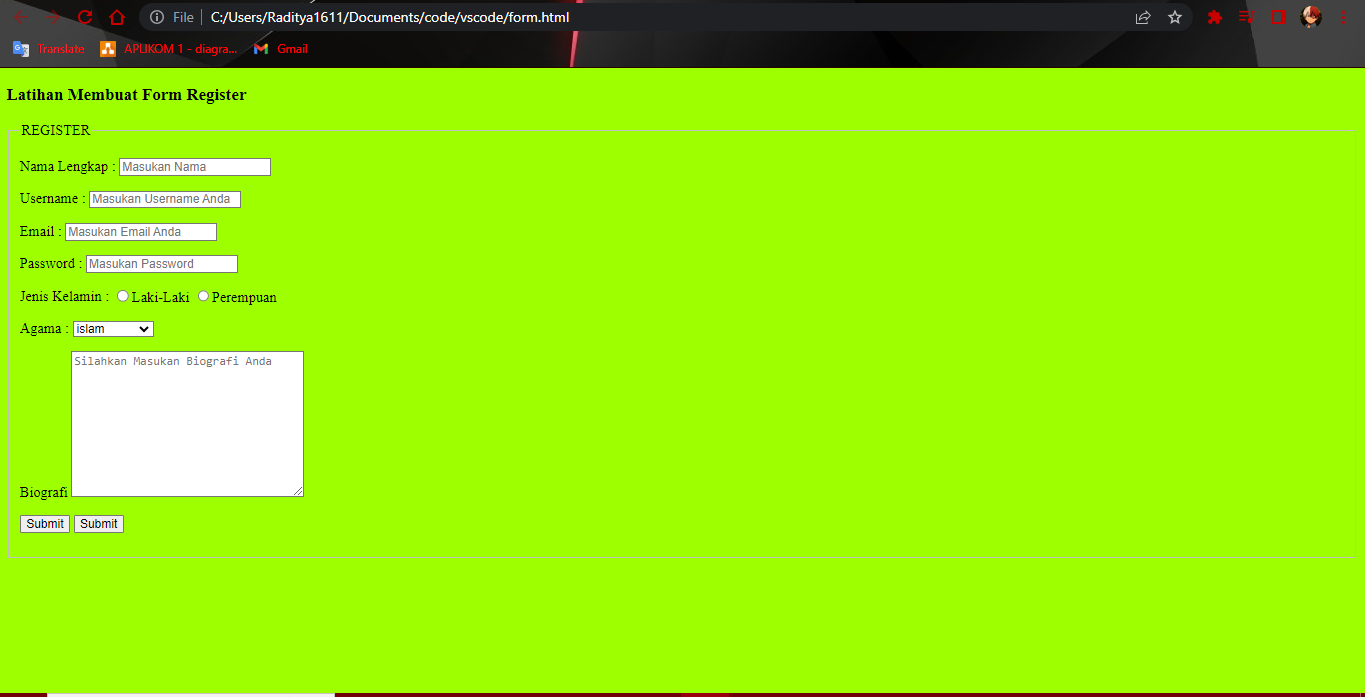 File C:/Users/Raditya1611/Documents/code/vscode/form.html
Translate APLIKOM 1 - diagra... Gmail
Latihan Membuat Form Register
REGISTER
Nama Lengkap : Masukan Nama
Username : Masukan Username Anda
Email : Masukan Email Anda
Password : Masukan Password
Jenis Kelamin : Laki-Laki Perempuan
Agama : islam
Silahkan Masukan Biografi Anda
Biografi
Submit Submit